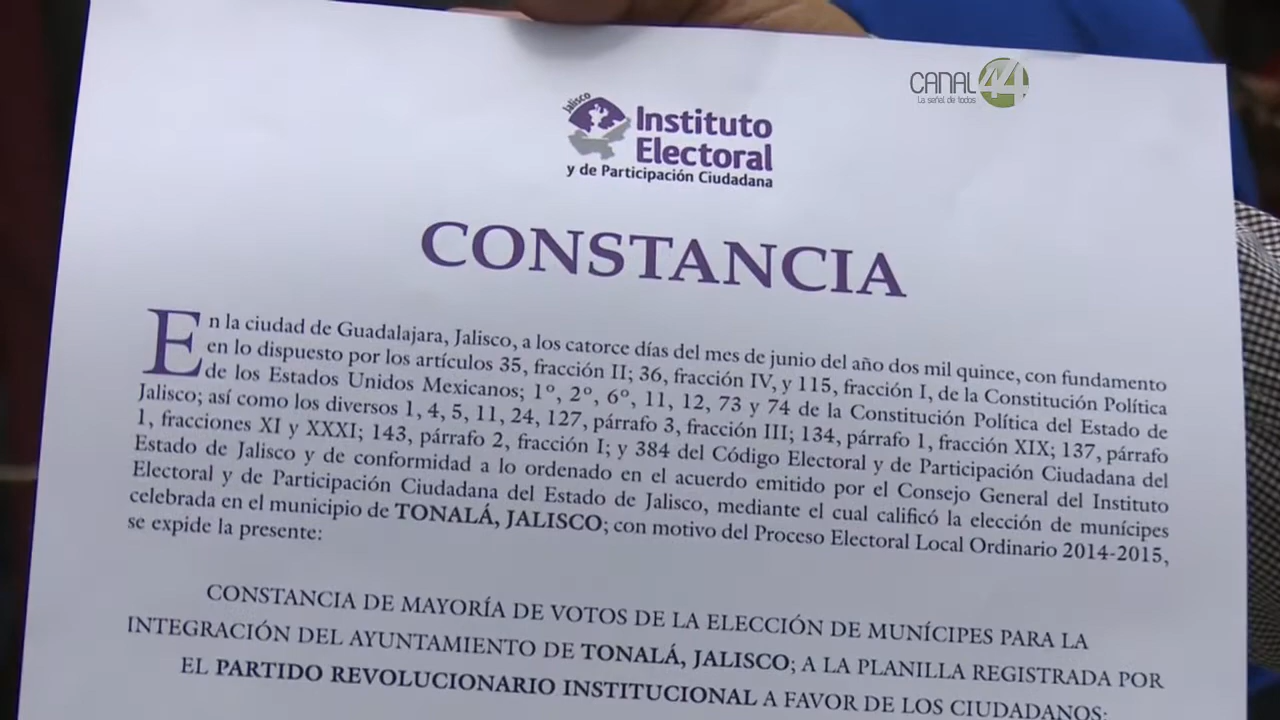 CANAL 44
La señal de todos
Jalisco
Instituto
Electoral
y de Participación Ciudadana
CONSTANCIA
En la ciudad de Guadalajara, Jalisco, a los catorce días del mes de junio del año dos mil quince, con fundamento
en lo dispuesto por los artículos 35, fracción II; 36, fracción IV, y 115, fracción I, de la Constitución Política
de los Estados Unidos Mexicanos; 1º, 2º, 6º, 11, 12, 73 y 74 de la Constitución Política del Estado de
Jalisco; así como los diversos 1, 4, 5, 11, 24, 127, párrafo 3, fracción III; 134, párrafo 1, fracción XIX; 137, párrafo
1, fracciones XI y XXXI; 143, párrafo 2, fracción I; y 384 del Código Electoral y de Participación Ciudadana del
Estado de Jalisco y de conformidad a lo ordenado en el acuerdo emitido por el Consejo General del Instituto
Electoral y de Participación Ciudadana del Estado de Jalisco, mediante el cual calificó la elección de munícipes
celebrada en el municipio de TONALÁ, JALISCO; con motivo del Proceso Electoral Local Ordinario 2014-2015,
se expide la presente:
CONSTANCIA DE MAYORÍA DE VOTOS DE LA ELECCIÓN DE MUNÍCIPES PARA LA
INTEGRACIÓN DEL AYUNTAMIENTO DE TONALÁ, JALISCO; A LA PLANILLA REGISTRADA POR
EL PARTIDO REVOLUCIONARIO INSTITUCIONAL A FAVOR DE LOS CIUDADANOS: